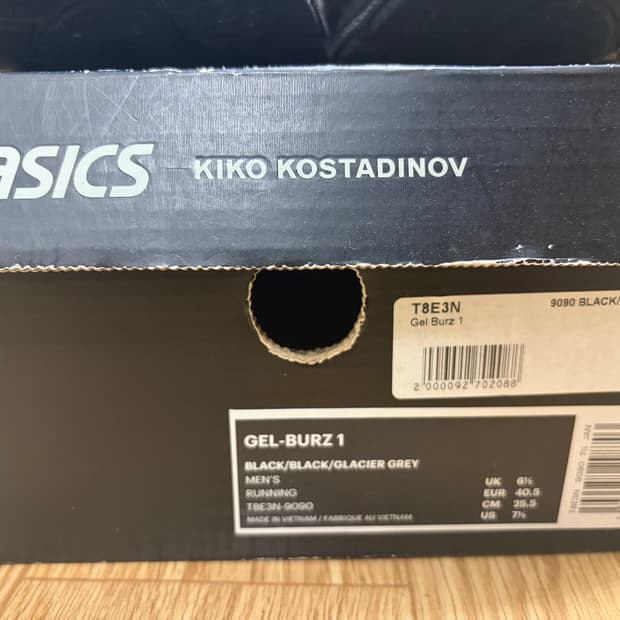 ASICS KIKO KOSTADINOV
T8E3N 9090 BLACK/
Gel Burz 1
2 000092 702088
GEL-BURZ 1
BLACK/BLACK/GLACIER GREY
MEN'S
RUNNING
T8E3N-9090
MADE IN VIETNAM / FABRIQUE AU VIETNAM
UK 6½
EUR 40.5
CM 25.5
US 7½